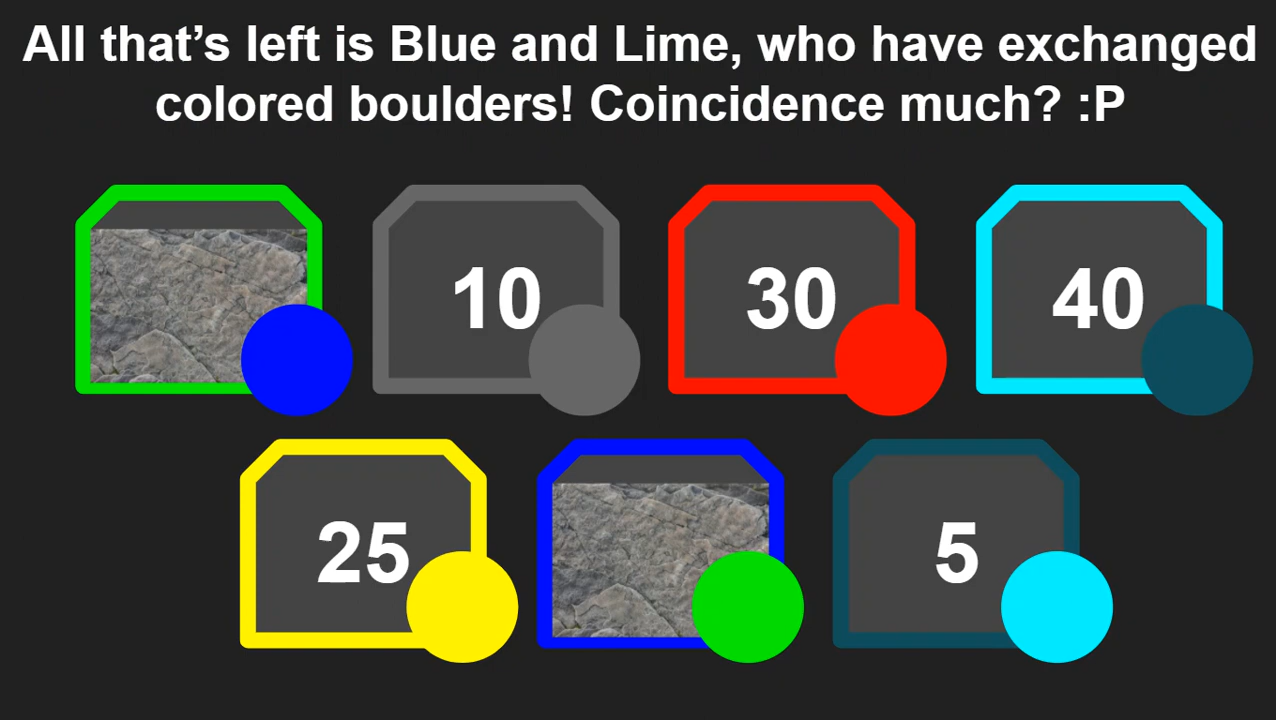 All that’s left is Blue and Lime, who have exchanged
colored boulders! Coincidence much? :P
10
30
40
25
5